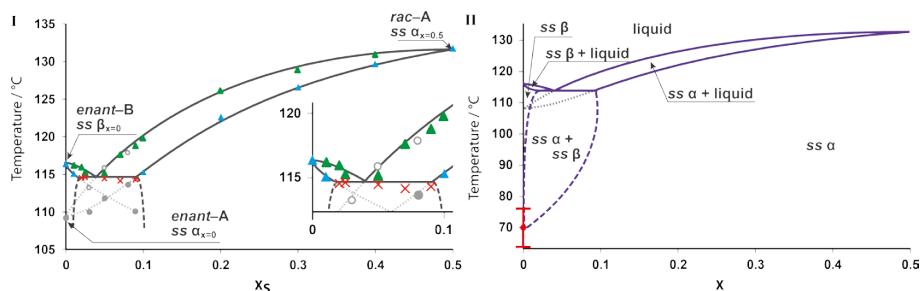 I
Temperature / °C
135
130
125
120
115
110
105
0
0.1
0.2
0.3
0.4
0.5
xS
rac–A
ss αx=0.5
enant–B
ss βx=0
enant–A
ss αx=0
120
115
0
0.1
II
Temperature / °C
130
120
110
100
90
80
70
0
0.1
0.2
0.3
0.4
0.5
x
ss β
liquid
ss β + liquid
ss α + liquid
ss α +
ss β
ss α